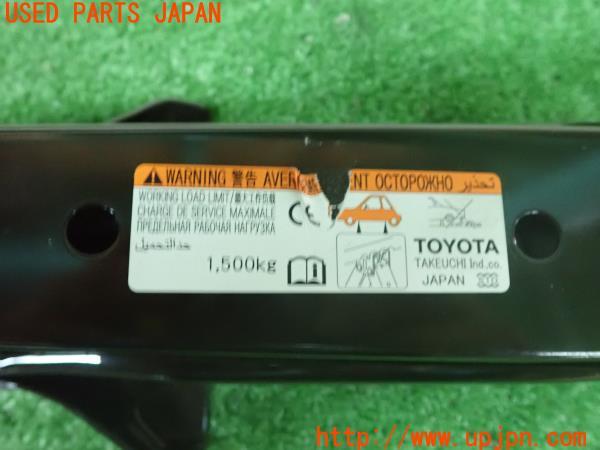 USED PARTS JAPAN
WARNING 警告 AVER ENT ОСТОРОЖНО تحذير
WORKING LOAD LIMIT/最大工作负载
CHARGE DE SERVICE MAXIMALE
ПРЕДЕЛЬНАЯ РАБОЧАЯ НАГРУЗКА
حد التحميل
1,500kg
CE
TOYOTA
TAKEUCHI Ind.co.
JAPAN
http://www.upjpn.com/